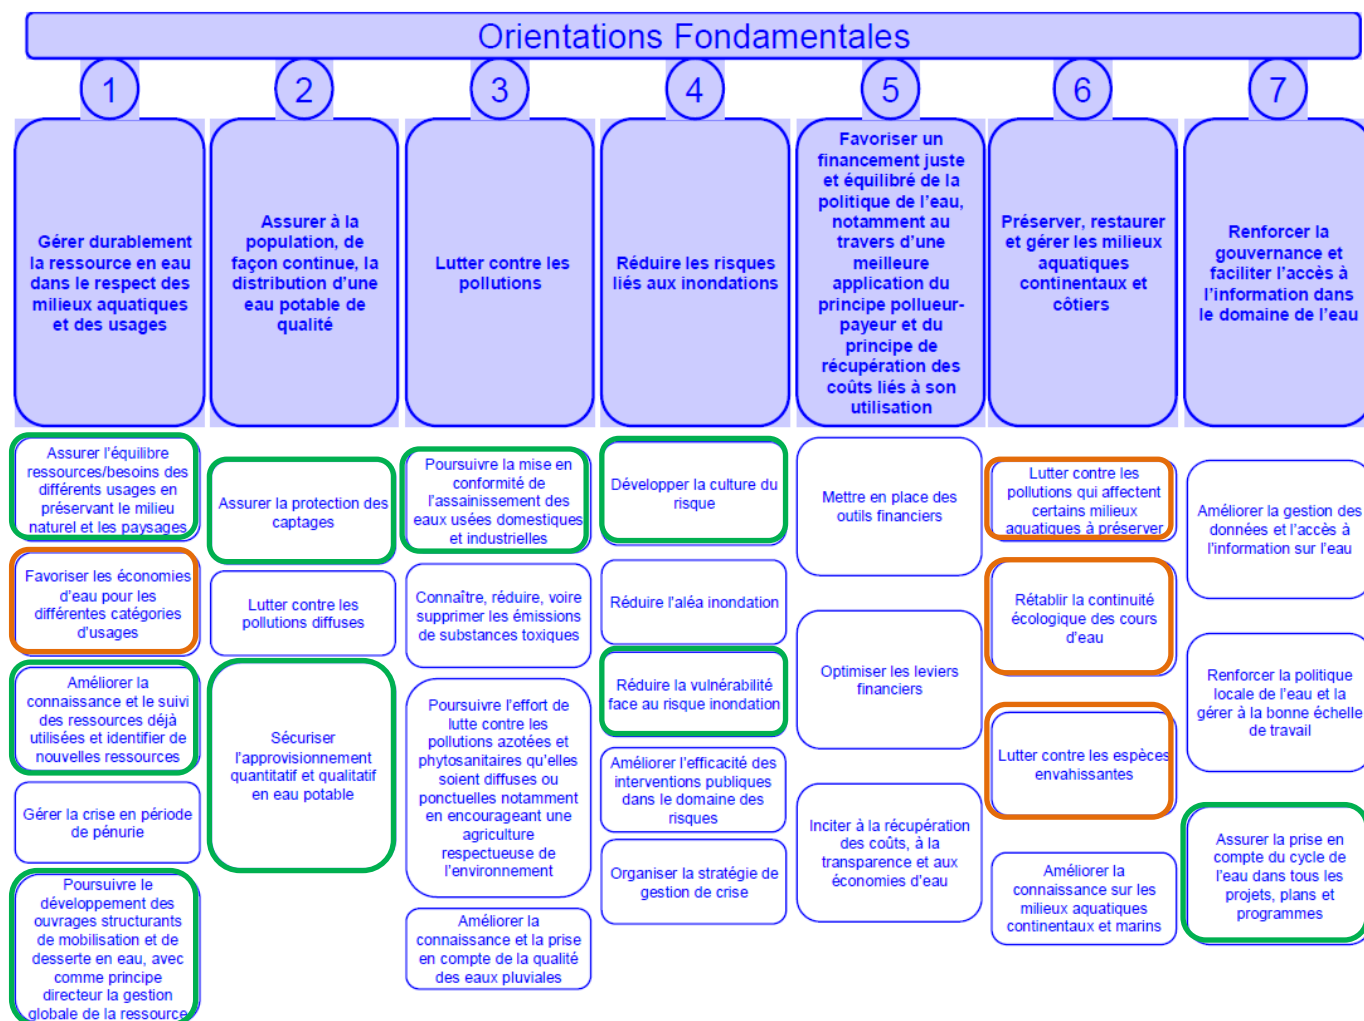 Orientations Fondamentales
1
2
3
4
5
6
7
Gérer durablement
la ressource en eau
dans le respect des
milieux aquatiques
et des usages
Assurer à la
population, de
façon continue, la
distribution d'une
eau potable de
qualité
Lutter contre les
pollutions
Réduire les risques
liés aux inondations
Favoriser un
financement juste
et équilibré de la
politique de l'eau,
notamment au
travers d'une
meilleure
application du
principe pollueur-
payeur et du
principe de
récupération des
coûts liés à son
utilisation
Préserver, restaurer
et gérer les milieux
aquatiques
continentaux et
côtiers
Renforcer la
gouvernance et
faciliter l'accès à
l'information dans
le domaine de l'eau
Assurer l'équilibre
ressources/besoins des
différents usages en
préservant le milieu
naturel et les paysages
Favoriser les économies
d'eau pour les
différentes catégories
d'usages
Améliorer la
connaissance et le suivi
des ressources déjà
utilisées et identifier de
nouvelles ressources
Gérer la crise en période
de pénurie
Poursuivre le
développement des
ouvrages structurants
de mobilisation et de
desserte en eau, avec
comme principe
directeur la gestion
globale de la ressource
Assurer la protection des
captages
Lutter contre les
pollutions diffuses
Sécuriser
l'approvisionnement
quantitatif et qualitatif
en eau potable
Poursuivre la mise en
conformité de
l'assainissement des
eaux usées domestiques
et industrielles
Connaître, réduire, voire
supprimer les émissions
de substances toxiques
Poursuivre l'effort de
lutte contre les
pollutions azotées et
phytosanitaires qu'elles
soient diffuses ou
ponctuelles notamment
en encourageant une
agriculture
respectueuse de
l'environnement
Améliorer la
connaissance et la prise
en compte de la qualité
des eaux pluviales
Développer la culture du
risque
Réduire l'aléa inondation
Réduire la vulnérabilité
face au risque inondation
Améliorer l'efficacité des
interventions publiques
dans le domaine des
risques
Organiser la stratégie de
gestion de crise
Mettre en place des
outils financiers
Optimiser les leviers
financiers
Inciter à la récupération
des coûts, à la
transparence et aux
économies d'eau
Lutter contre les
pollutions qui affectent
certains milieux
aquatiques à préserver
Rétablir la continuité
écologique des cours
d'eau
Lutter contre les espèces
envahissantes
Améliorer la
connaissance sur les
milieux aquatiques
continentaux et marins
Améliorer la gestion des
données et l'accès à
l'information sur l'eau
Renforcer la politique
locale de l'eau et la
gérer à la bonne échelle
de travail
Assurer la prise en
compte du cycle de
l'eau dans tous les
projets, plans et
programmes